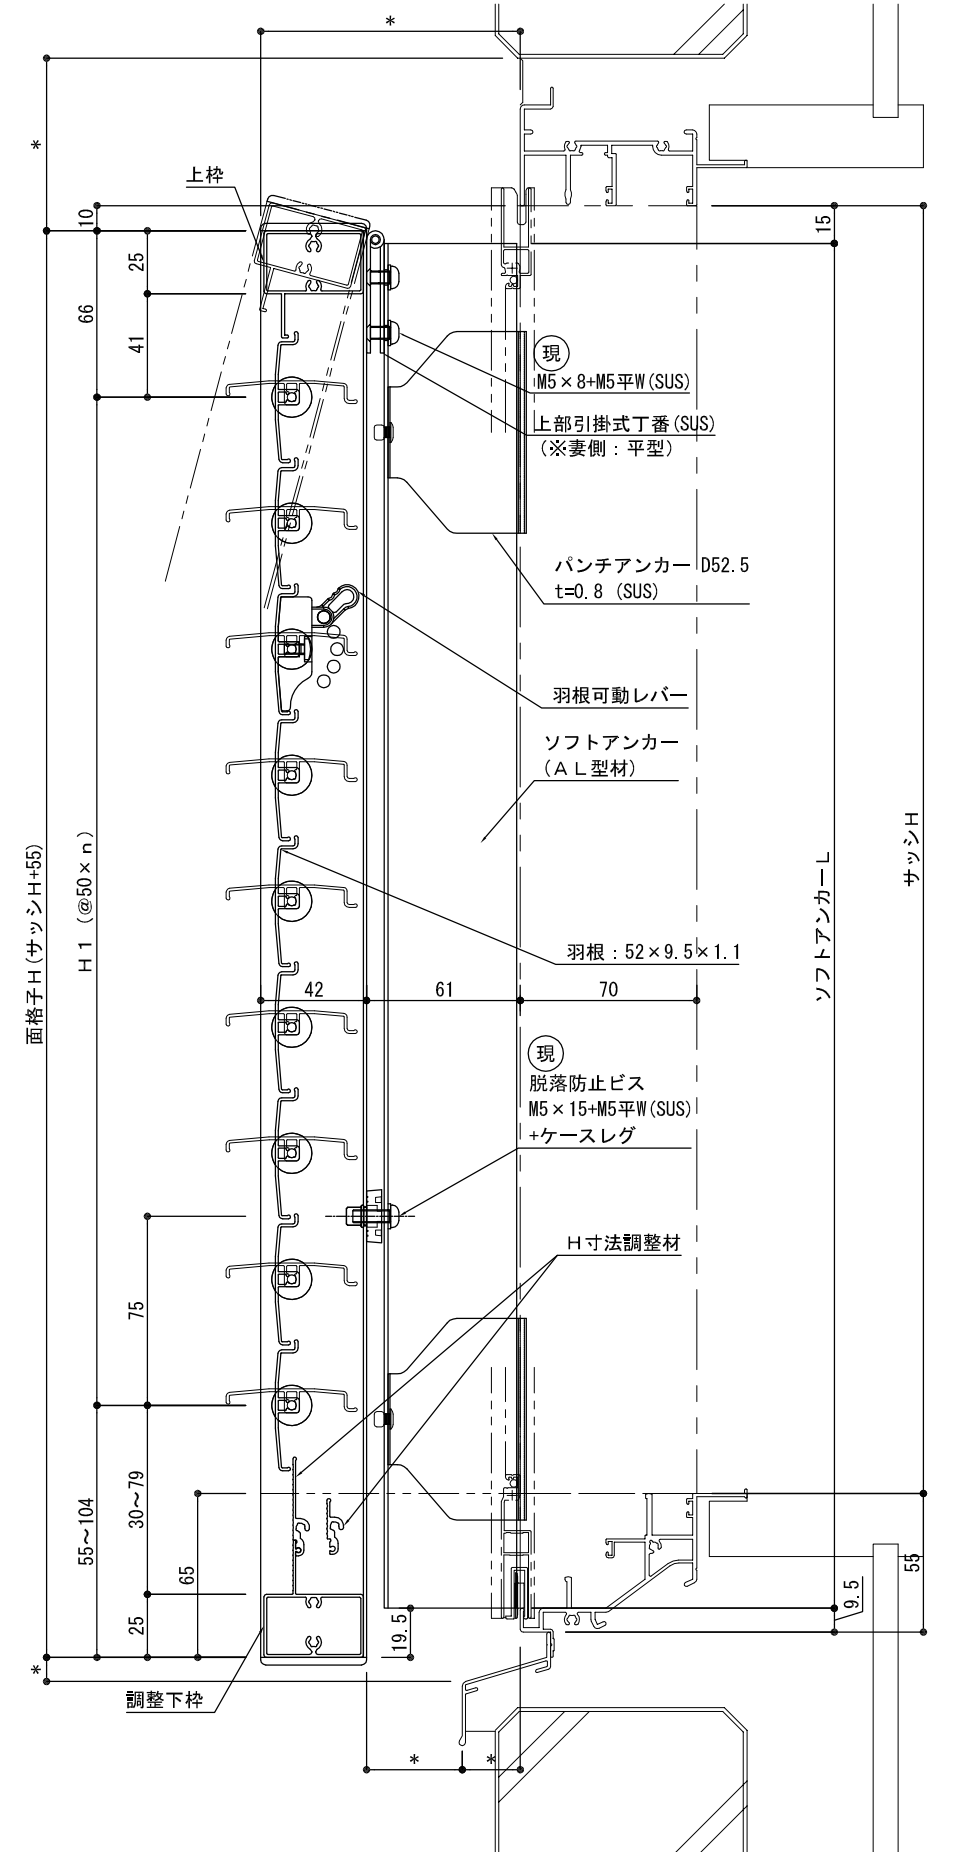 *
*
上枠
10
15
25
66
41
現
M5×8+M5平W(SUS)
上部引掛式丁番(SUS)
(※妻側：平型)
パンチアンカー D52.5
t=0.8 (SUS)
羽根可動レバー
ソフトアンカー
(ＡＬ型材)
面格子H(サッシH+55)
H1 (@50×n)
ソフトアンカーL
サッシH
羽根：52×9.5×1.1
42
61
70
現
脱落防止ビス
M5×15+M5平W(SUS)
+ケースレグ
H寸法調整材
75
30～79
55～104
65
25
19.5
9.5
55
*
調整下枠
*
*